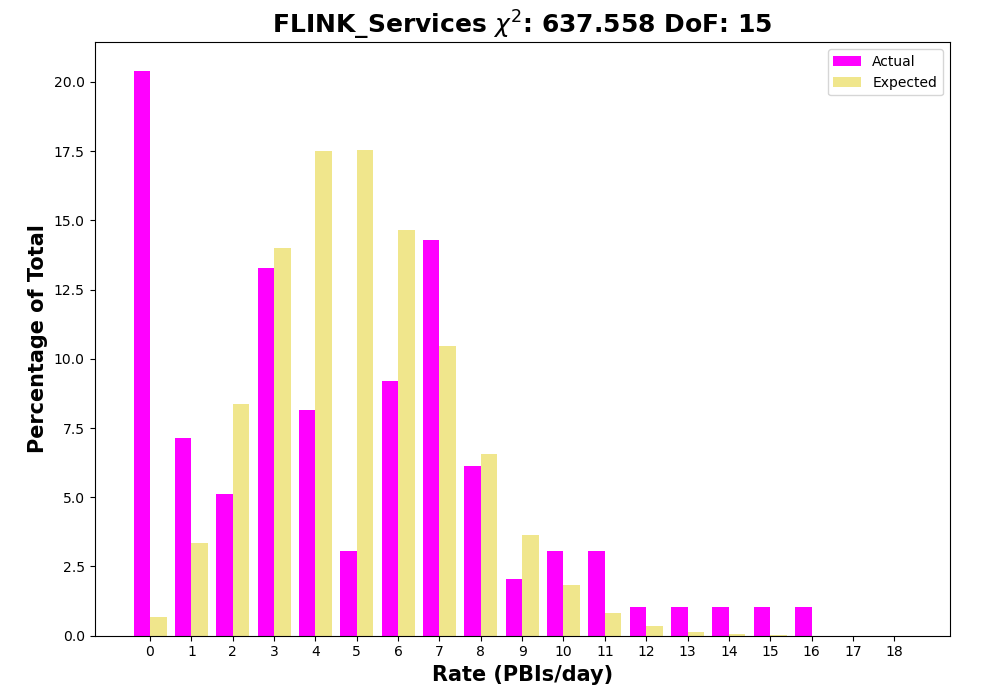 FLINK_Services χ²: 637.558 DoF: 15
Actual
Expected
Percentage of Total
20.0
17.5
15.0
12.5
10.0
7.5
5.0
2.5
0.0
0 1 2 3 4 5 6 7 8 9 10 11 12 13 14 15 16 17 18
Rate (PBIs/day)